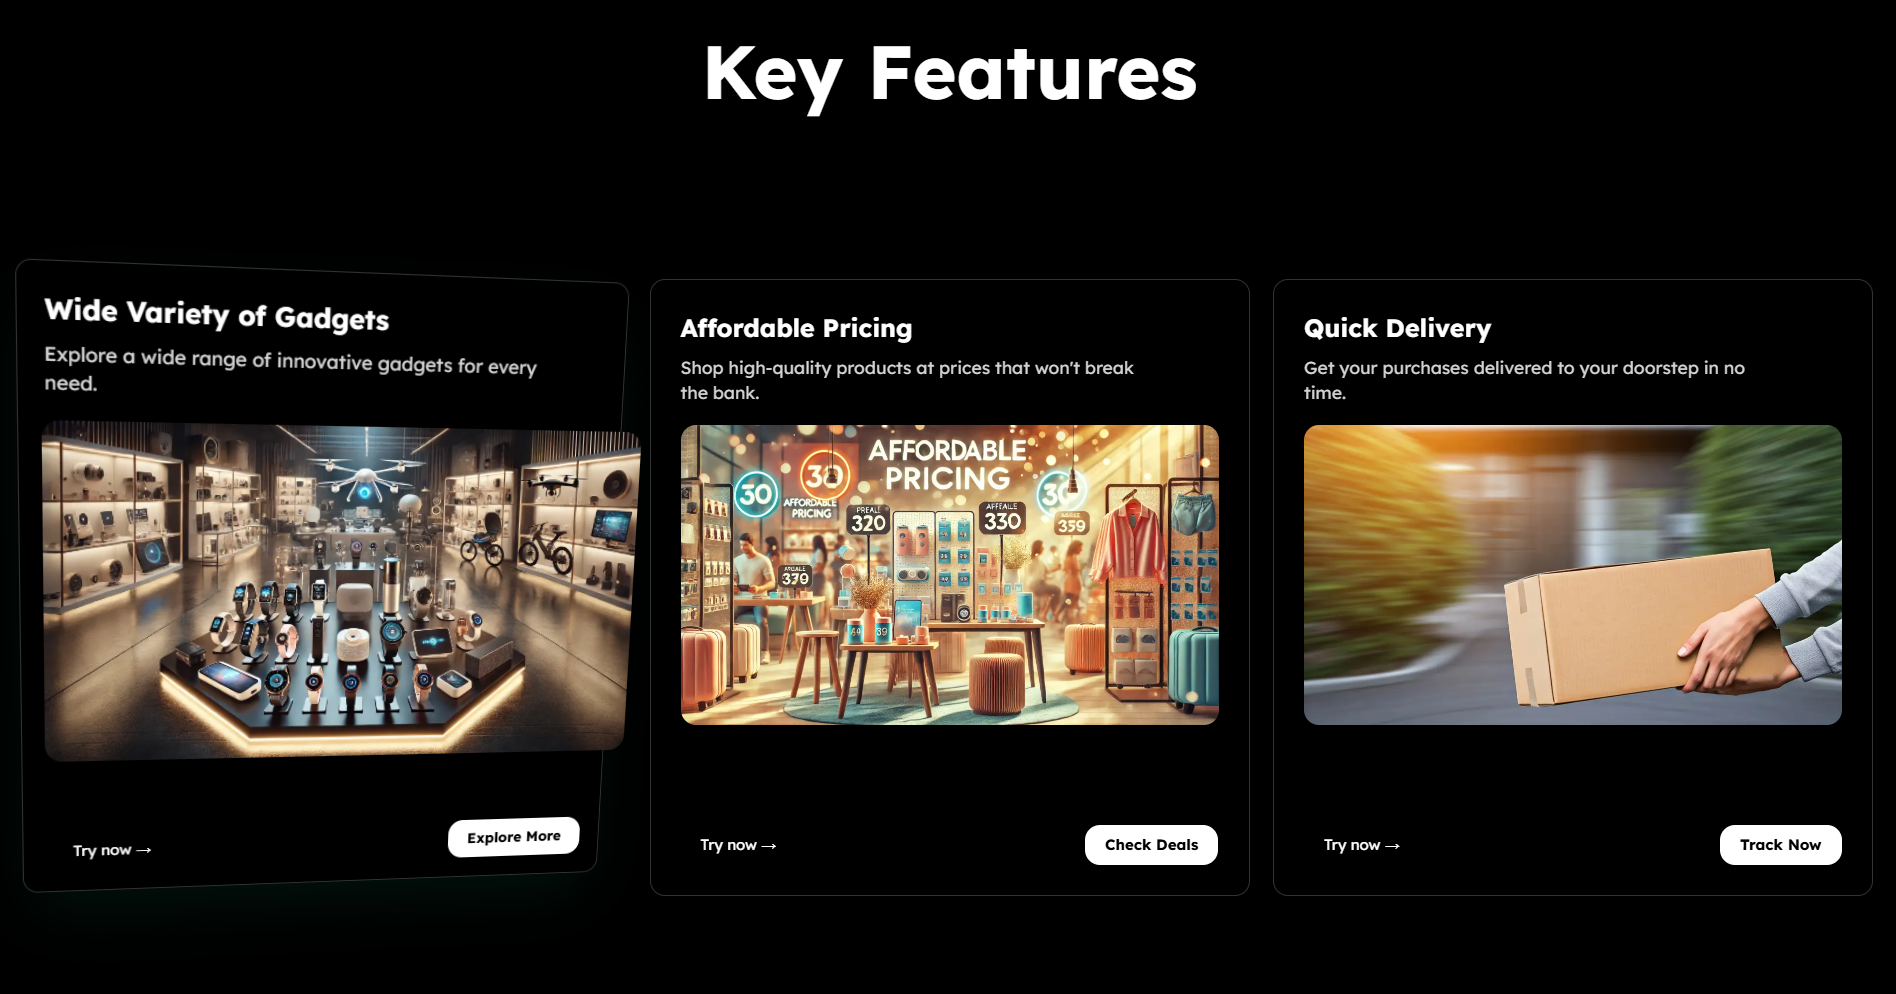 Key Features
Wide Variety of Gadgets
Explore a wide range of innovative gadgets for every
need.
Try now →
Explore More
Affordable Pricing
Shop high-quality products at prices that won't break
the bank.
AFFORDABLE
PRICING
30
30
30
AFFORDABLE
PRICING
320
330
359
Try now →
Check Deals
Quick Delivery
Get your purchases delivered to your doorstep in no
time.
Try now →
Track Now